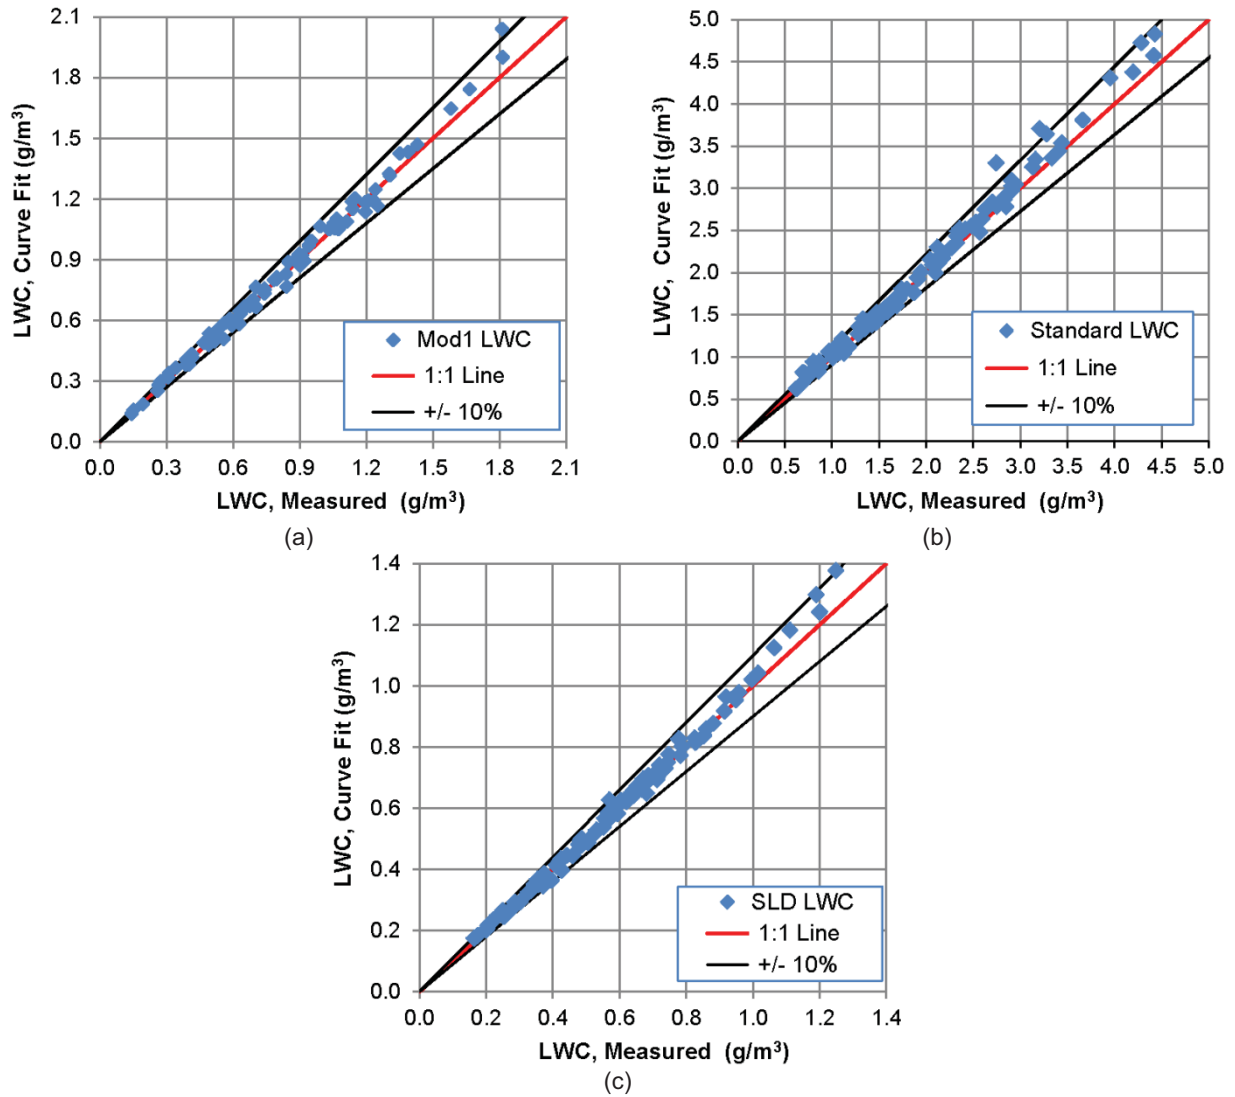 2.1
1.8
1.5
1.2
0.9
0.6
0.3
0.0
LWC, Curve Fit (g/m³)
Mod1 LWC
1:1 Line
+/- 10%
0.0 0.3 0.6 0.9 1.2 1.5 1.8 2.1
LWC, Measured (g/m³)
(a)
5.0
4.5
4.0
3.5
3.0
2.5
2.0
1.5
1.0
0.5
0.0
LWC, Curve Fit (g/m³)
Standard LWC
1:1 Line
+/- 10%
0.0 0.5 1.0 1.5 2.0 2.5 3.0 3.5 4.0 4.5 5.0
LWC, Measured (g/m³)
(b)
1.4
1.2
1.0
0.8
0.6
0.4
0.2
0.0
LWC, Curve Fit (g/m³)
SLD LWC
1:1 Line
+/- 10%
0.0 0.2 0.4 0.6 0.8 1.0 1.2 1.4
LWC, Measured (g/m³)
(c)